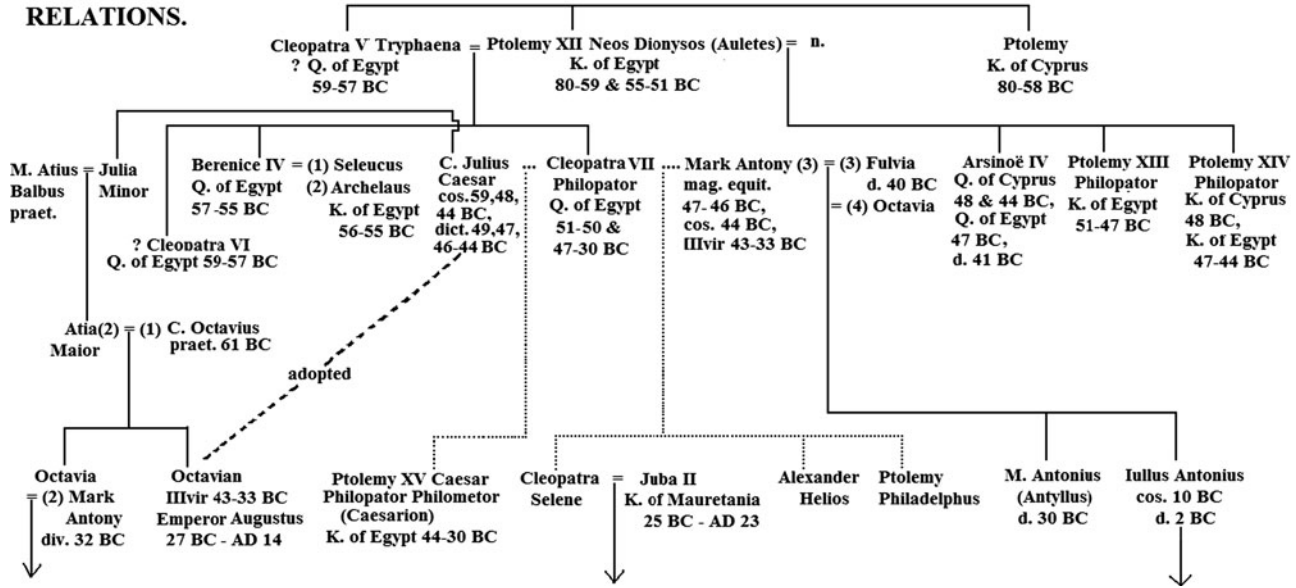 RELATIONS.
Cleopatra V Tryphaena =
? Q. of Egypt
59-57 BC
Ptolemy XII Neos Dionysos (Auletes) = n.
K. of Egypt
80-59 & 55-51 BC
Ptolemy
K. of Cyprus
80-58 BC
M. Atius = Julia
Balbus Minor
praet.
Berenice IV = (1) Seleucus
Q. of Egypt (2) Archelaus
57-55 BC K. of Egypt
56-55 BC
? Cleopatra VI
Q. of Egypt 59-57 BC
C. Julius ....
Caesar
cos.59,48,
44 BC,
dict.49,47,
46-44 BC
Cleopatra VII ....
Philopator
Q. of Egypt
51-50 &
47-30 BC
Mark Antony (3) = (3) Fulvia
mag. equit. d. 40 BC
47- 46 BC, = (4) Octavia
cos. 44 BC,
IIIvir 43-33 BC
Arsinoë IV
Q. of Cyprus
48 & 44 BC,
Q. of Egypt
47 BC,
d. 41 BC
Ptolemy XIII
Philopator
K. of Egypt
51-47 BC
Ptolemy XIV
Philopator
K. of Cyprus
48 BC,
K. of Egypt
47-44 BC
Atia(2) = (1) C. Octavius
Maior praet. 61 BC
adopted
Octavia
= (2) Mark
Antony
div. 32 BC
Octavian
IIIvir 43-33 BC
Emperor Augustus
27 BC - AD 14
Ptolemy XV Caesar
Philopator Philometor
(Caesarion)
K. of Egypt 44-30 BC
Cleopatra = Juba II
Selene K. of Mauretania
25 BC - AD 23
Alexander
Helios
Ptolemy
Philadelphus
M. Antonius
(Antyllus)
d. 30 BC
Iullus Antonius
cos. 10 BC
d. 2 BC